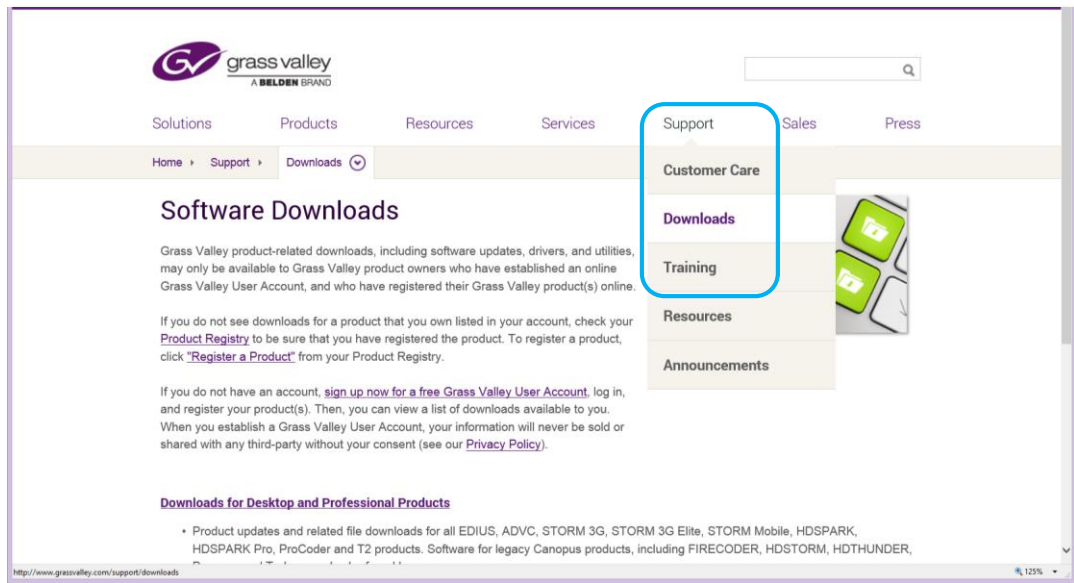 grass valley
A BELDEN BRAND
Solutions
Products
Resources
Services
Support
Sales
Press
Home
Support
Downloads
Customer Care
Downloads
Training
Resources
Announcements
Software Downloads
Grass Valley product-related downloads, including software updates, drivers, and utilities,
may only be available to Grass Valley product owners who have established an online
Grass Valley User Account, and who have registered their Grass Valley product(s) online.
If you do not see downloads for a product that you own listed in your account, check your
Product Registry to be sure that you have registered the product. To register a product,
click "Register a Product" from your Product Registry.
If you do not have an account, sign up now for a free Grass Valley User Account, log in,
and register your product(s). Then, you can view a list of downloads available to you.
When you establish a Grass Valley User Account, your information will never be sold or
shared with any third-party without your consent (see our Privacy Policy).
Downloads for Desktop and Professional Products
• Product updates and related file downloads for all EDIUS, ADVC, STORM 3G, STORM 3G Elite, STORM Mobile, HDSPARK,
HDSPARK Pro, ProCoder and T2 products. Software for legacy Canopus products, including FIRECODER, HDSTORM, HDTHUNDER,
http://www.grassvalley.com/support/downloads
125%